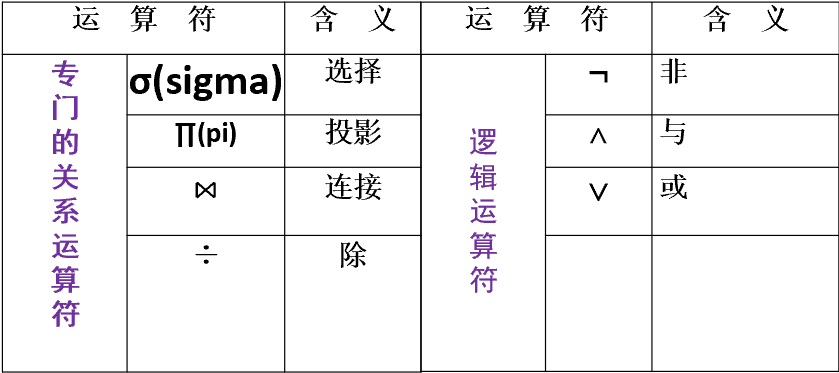 运 算 符 含 义 运 算 符 含 义
专门的关系运算符 σ(sigma) 选择 逻辑运算符 ¬ 非
∏(pi) 投影 ∧ 与
⋈ 连接 ∨ 或
÷ 除